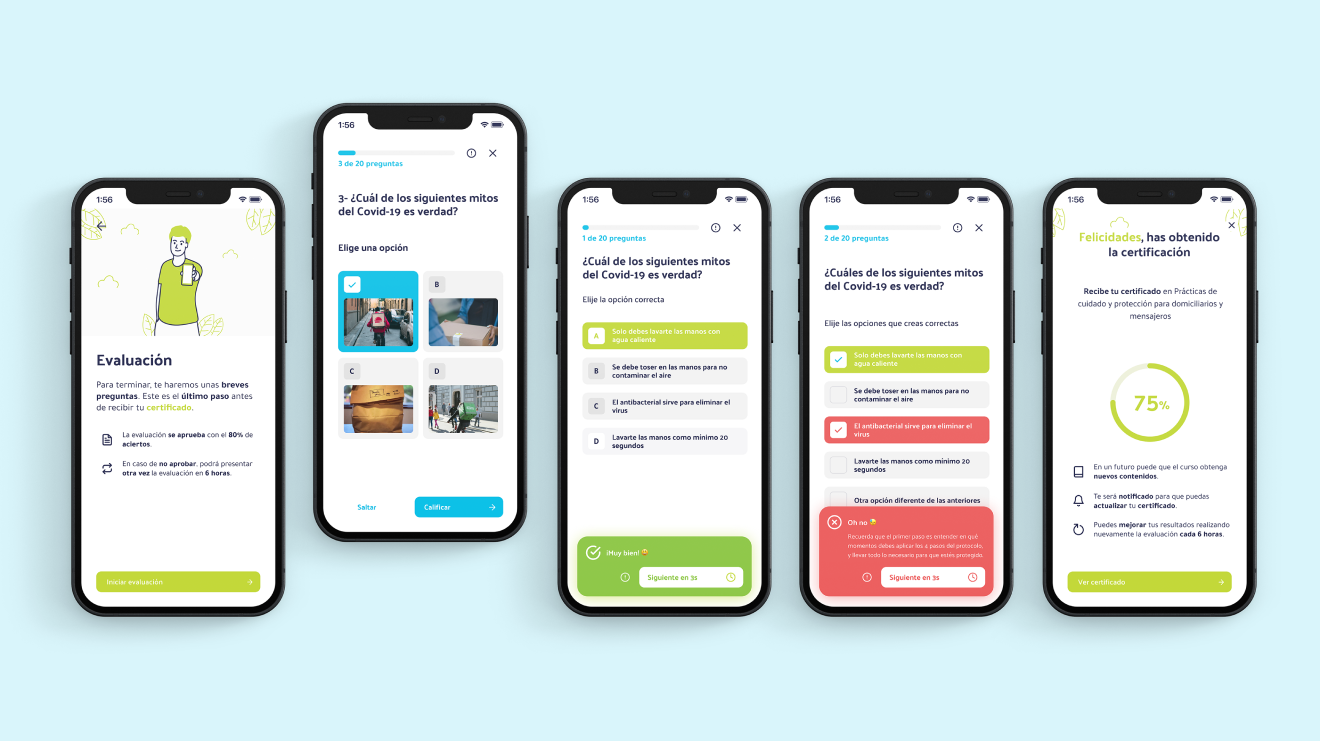 1:56
Evaluación
Para terminar, te haremos unas breves
preguntas. Este es el último paso antes
de recibir tu certificado.
La evaluación se aprueba con el 80% de
aciertos.
En caso de no aprobar, podrá presentar
otra vez la evaluación en 6 horas.
Iniciar evaluación
1:56
3 de 20 preguntas
3- ¿Cuál de los siguientes mitos
del Covid-19 es verdad?
Elige una opción
B
C
D
Saltar
Calificar
1:56
1 de 20 preguntas
¿Cuál de los siguientes mitos
del Covid-19 es verdad?
Elije la opción correcta
A
Solo debes lavarte las manos con
agua caliente
B
Se debe toser en las manos para no
contaminar el aire
C
El antibacterial sirve para eliminar el
virus
D
Lavarte las manos como mínimo 20
segundos
¡Muy bien! 😀
Siguiente en 3s
1:56
2 de 20 preguntas
¿Cuáles de los siguientes mitos
del Covid-19 es verdad?
Elije las opciones que creas correctas
Solo debes lavarte las manos con
agua caliente
Se debe toser en las manos para no
contaminar el aire
El antibacterial sirve para eliminar el
virus
Lavarte las manos como mínimo 20
segundos
Otra opción diferente de las anteriores
Oh no
Recuerda que el primer paso es entender en qué
momentos debes aplicar los 2 pasos del protocolo,
y llevar todo lo necesario para que estés protegido.
Siguiente en 3s
1:56
Felicidades, has obtenido
la certificación
Recibe tu certificado en Prácticas de
cuidado y protección para domiciliarios y
mensajeros
75%
En un futuro puede que el curso obtenga
nuevos contenidos.
Te será notificado para que puedas
actualizar tu certificado.
Puedes mejorar tus resultados realizando
nuevamente la evaluación cada 6 horas.
Ver certificado